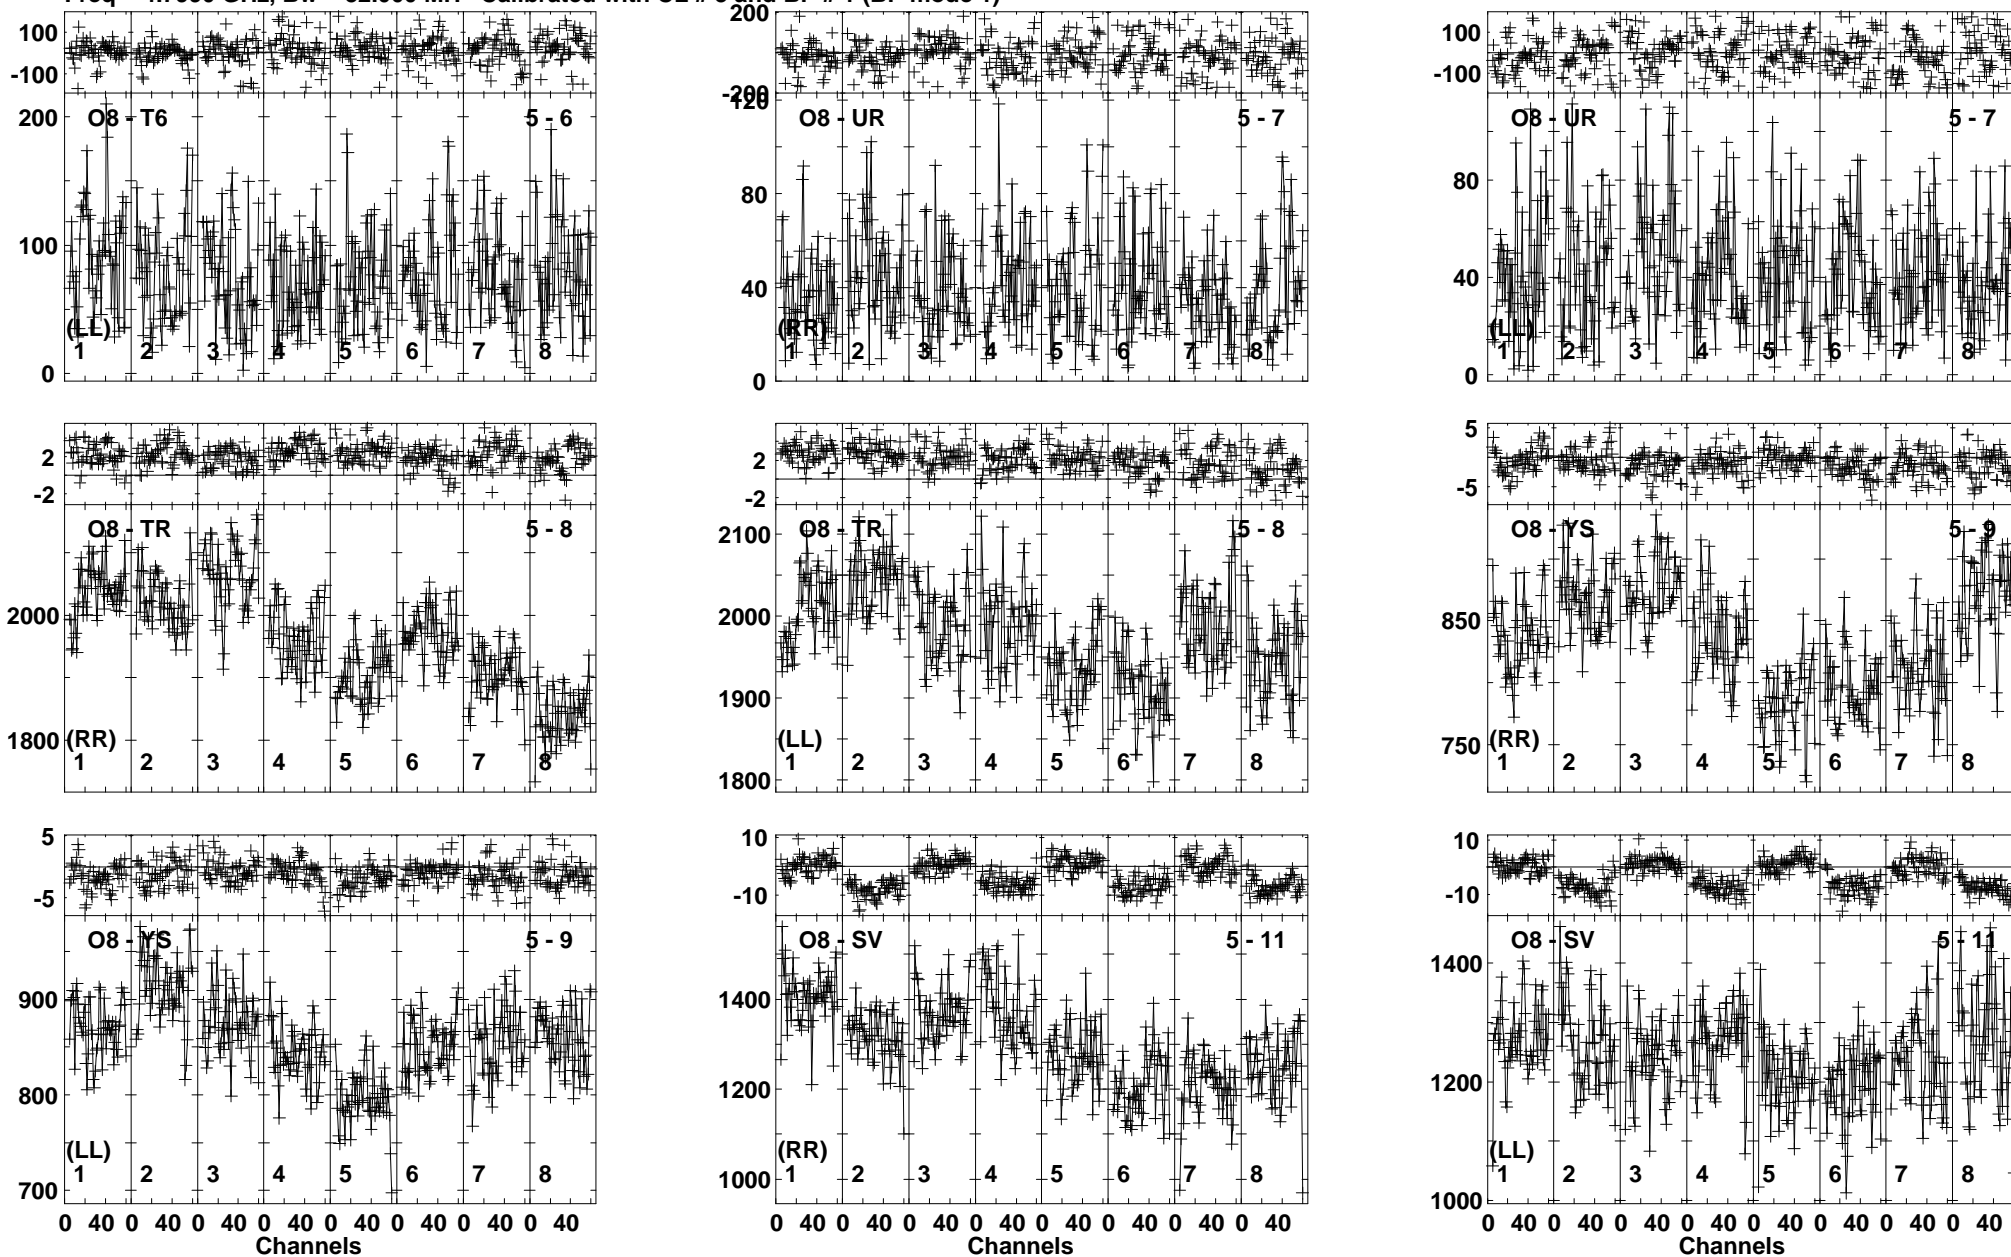 100
-100
200
100
0
O8 - T6 5 - 6
(LL)
1 2 3 4 5 6 7 8
200
-200
120
80
40
0
O8 - UR 5 - 7
(RR)
1 2 3 4 5 6 7 8
100
-100
80
40
0
O8 - UR 5 - 7
(LL)
1 2 3 4 5 6 7 8
2
-2
2000
1800
O8 - TR 5 - 8
(RR)
1 2 3 4 5 6 7 8
2
-2
2100
2000
1900
1800
O8 - TR 5 - 8
(LL)
1 2 3 4 5 6 7 8
5
-5
850
750
O8 - YS 5 - 9
(RR)
1 2 3 4 5 6 7 8
5
-5
900
800
700
O8 - YS 5 - 9
(LL)
1 2 3 4 5 6 7 8
0 40 0 40 0 40 0 40 0 40 0 40 0 40 0 40
Channels
10
-10
1400
1200
1000
O8 - SV 5 - 11
(RR)
1 2 3 4 5 6 7 8
0 40 0 40 0 40 0 40 0 40 0 40 0 40 0 40
Channels
10
-10
1400
1200
1000
O8 - SV 5 - 11
(LL)
1 2 3 4 5 6 7 8
0 40 0 40 0 40 0 40 0 40 0 40 0 40 0 40
Channels